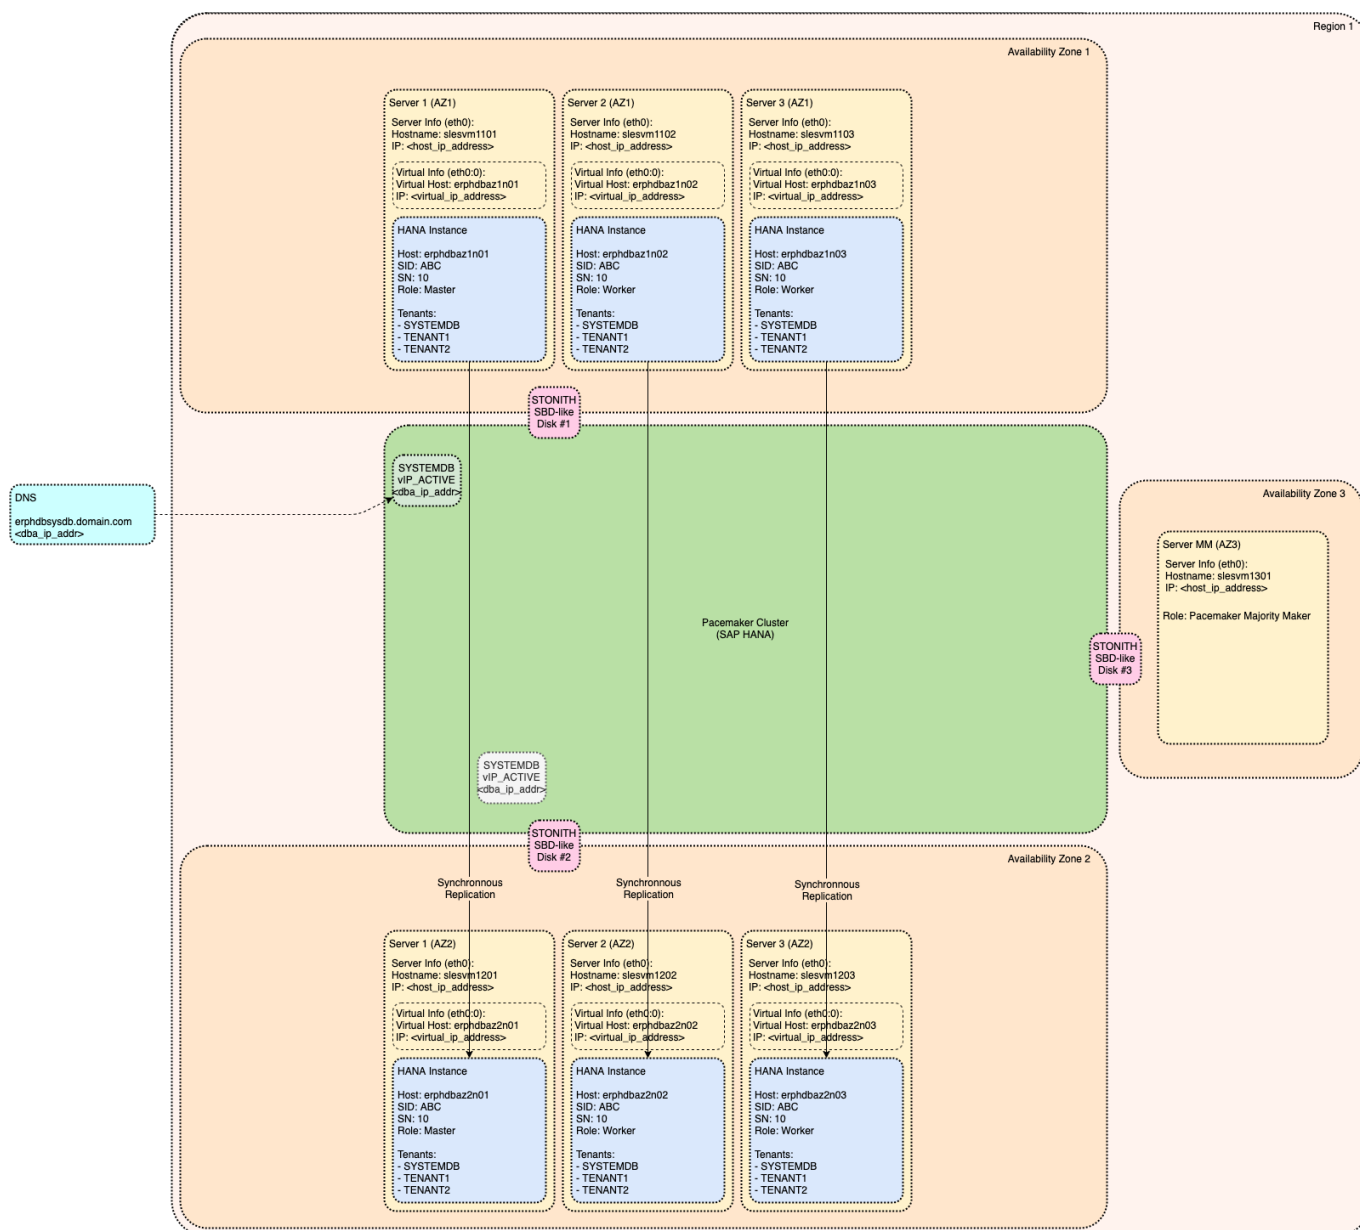 Region 1
Availability Zone 1
Server 1 (AZ1)
Server Info (eth0):
Hostname: slesvm1101
IP: <host_ip_address>
Virtual Info (eth0:0):
Virtual Host: erphdbaz1n01
IP: <virtual_ip_address>
HANA Instance
Host: erphdbaz1n01
SID: ABC
SN: 10
Role: Master
Tenants:
- SYSTEMDB
- TENANT1
- TENANT2
Server 2 (AZ1)
Server Info (eth0):
Hostname: slesvm1102
IP: <host_ip_address>
Virtual Info (eth0:0):
Virtual Host: erphdbaz1n02
IP: <virtual_ip_address>
HANA Instance
Host: erphdbaz1n02
SID: ABC
SN: 10
Role: Worker
Tenants:
- SYSTEMDB
- TENANT1
- TENANT2
Server 3 (AZ1)
Server Info (eth0):
Hostname: slesvm1103
IP: <host_ip_address>
Virtual Info (eth0:0):
Virtual Host: erphdbaz1n03
IP: <virtual_ip_address>
HANA Instance
Host: erphdbaz1n03
SID: ABC
SN: 10
Role: Worker
Tenants:
- SYSTEMDB
- TENANT1
- TENANT2
STONITH
SBD-like
Disk #1
SYSTEMDB
vIP_ACTIVE
<dba_ip_addr>
DNS
erphdbsysdb.domain.com
<dba_ip_addr>
Availability Zone 3
Server MM (AZ3)
Server Info (eth0):
Hostname: slesvm1301
IP: <host_ip_address>
Role: Pacemaker Majority Maker
Pacemaker Cluster
(SAP HANA)
STONITH
SBD-like
Disk #3
SYSTEMDB
vIP_ACTIVE
<dba_ip_addr>
STONITH
SBD-like
Disk #2
Availability Zone 2
Synchronnous
Replication
Synchronnous
Replication
Synchronnous
Replication
Server 1 (AZ2)
Server Info (eth0):
Hostname: slesvm1201
IP: <host_ip_address>
Virtual Info (eth0:0):
Virtual Host: erphdbaz2n01
IP: <virtual_ip_address>
HANA Instance
Host: erphdbaz2n01
SID: ABC
SN: 10
Role: Master
Tenants:
- SYSTEMDB
- TENANT1
- TENANT2
Server 2 (AZ2)
Server Info (eth0):
Hostname: slesvm1202
IP: <host_ip_address>
Virtual Info (eth0:0):
Virtual Host: erphdbaz2n02
IP: <virtual_ip_address>
HANA Instance
Host: erphdbaz2n02
SID: ABC
SN: 10
Role: Worker
Tenants:
- SYSTEMDB
- TENANT1
- TENANT2
Server 3 (AZ2)
Server Info (eth0):
Hostname: slesvm1203
IP: <host_ip_address>
Virtual Info (eth0:0):
Virtual Host: erphdbaz2n03
IP: <virtual_ip_address>
HANA Instance
Host: erphdbaz2n03
SID: ABC
SN: 10
Role: Worker
Tenants:
- SYSTEMDB
- TENANT1
- TENANT2